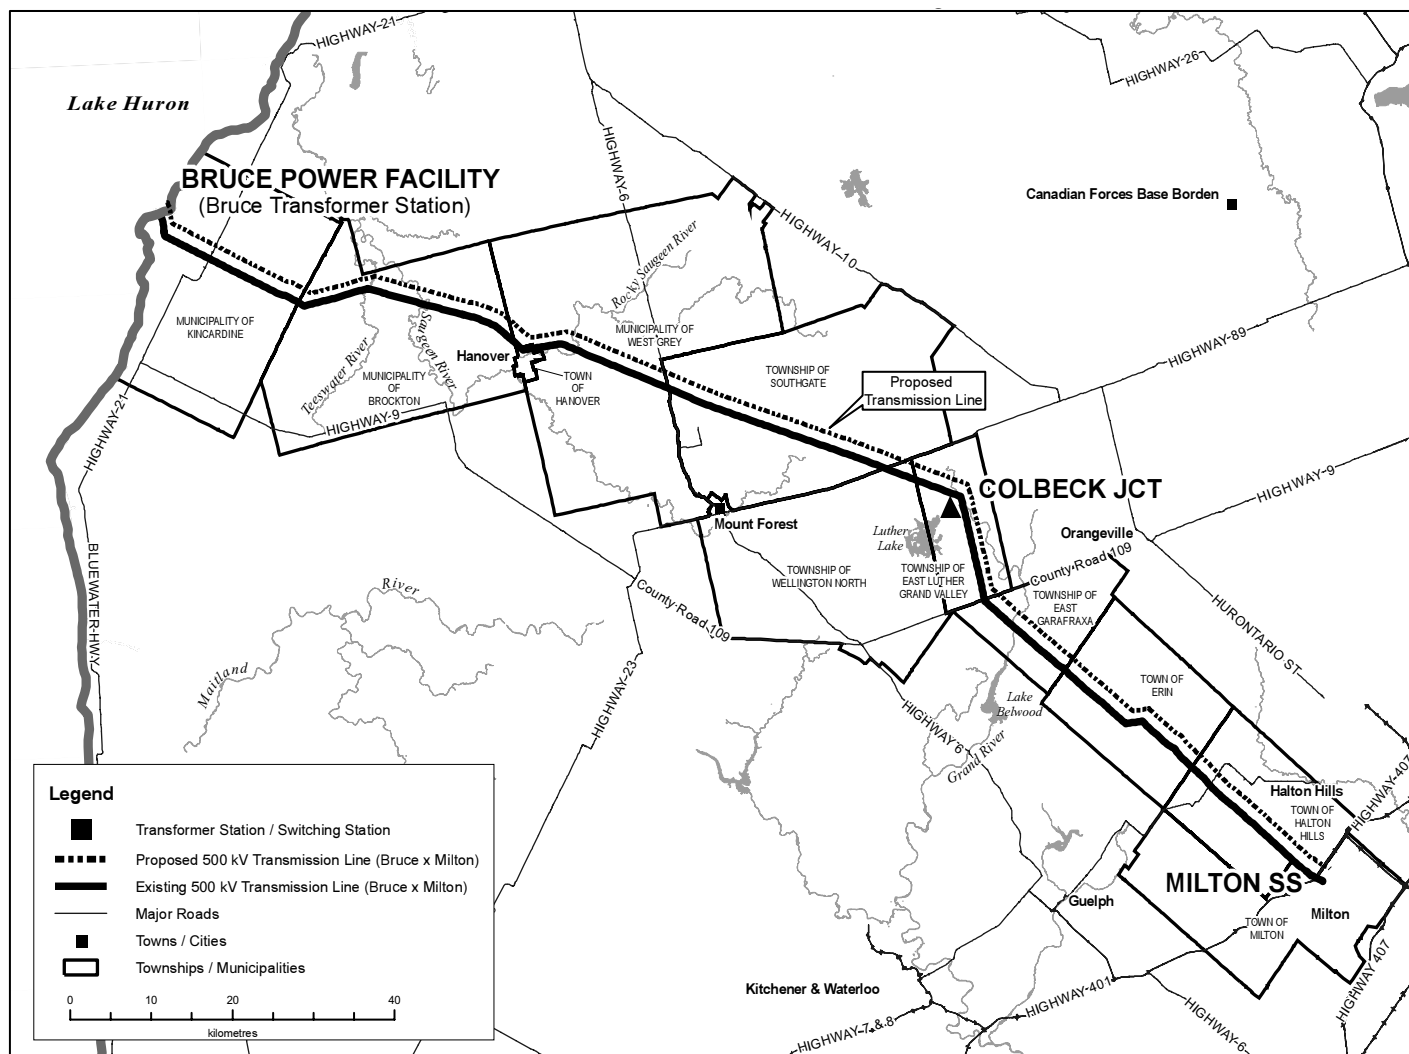 HIGHWAY-21
Lake Huron
HIGHWAY-26
HIGHWAY-6
BRUCE POWER FACILITY
(Bruce Transformer Station)
Canadian Forces Base Borden
HIGHWAY-10
Rocky Saugeen River
MUNICIPALITY OF
KINCARDINE
MUNICIPALITY OF
WEST GREY
Saugeen River
Teeswater River
Hanover
HIGHWAY-89
TOWNSHIP OF
SOUTHGATE
Proposed
Transmission Line
MUNICIPALITY
OF
BROCKTON
TOWN
OF
HANOVER
HIGHWAY-9
HIGHWAY-21
HIGHWAY-9
COLBECK JCT
Mount Forest
Luther
Lake
Orangeville
County Road 109
BLUEWATER-HWY
TOWNSHIP OF
WELLINGTON NORTH
TOWNSHIP OF
EAST LUTHER
GRAND VALLEY
TOWNSHIP OF
EAST
GARAFRAXA
River
County-Road 109
HURONTARIO ST
Maitland
HIGHWAY-23
TOWN OF
ERIN
Lake
Belwood
HIGHWAY 6
Grand River
HIGHWAY-407
Halton Hills
TOWN OF
HALTON
HILLS
MILTON SS
Guelph
Milton
TOWN OF
MILTON
HIGHWAY 407
Kitchener & Waterloo
HIGHWAY-401
HIGHWAY-7 & 8
HIGHWAY-6
Legend
Transformer Station / Switching Station
Proposed 500 kV Transmission Line (Bruce x Milton)
Existing 500 kV Transmission Line (Bruce x Milton)
Major Roads
Towns / Cities
Townships / Municipalities
0 10 20 40
kilometres